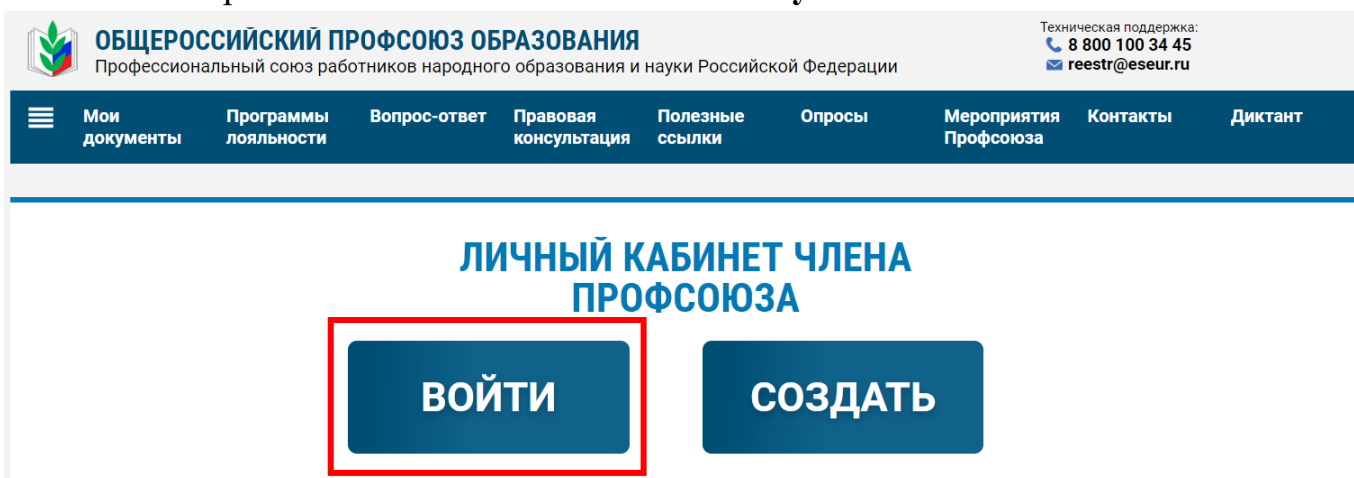 ОБЩЕРОССИЙСКИЙ ПРОФСОЮЗ ОБРАЗОВАНИЯ
Профессиональный союз работников народного образования и науки Российской Федерации
Техническая поддержка:
8 800 100 34 45
reestr@eseur.ru
Мои документы
Программы лояльности
Вопрос-ответ
Правовая консультация
Полезные ссылки
Опросы
Мероприятия Профсоюза
Контакты
Диктант
ЛИЧНЫЙ КАБИНЕТ ЧЛЕНА
ПРОФСОЮЗА
ВОЙТИ
СОЗДАТЬ